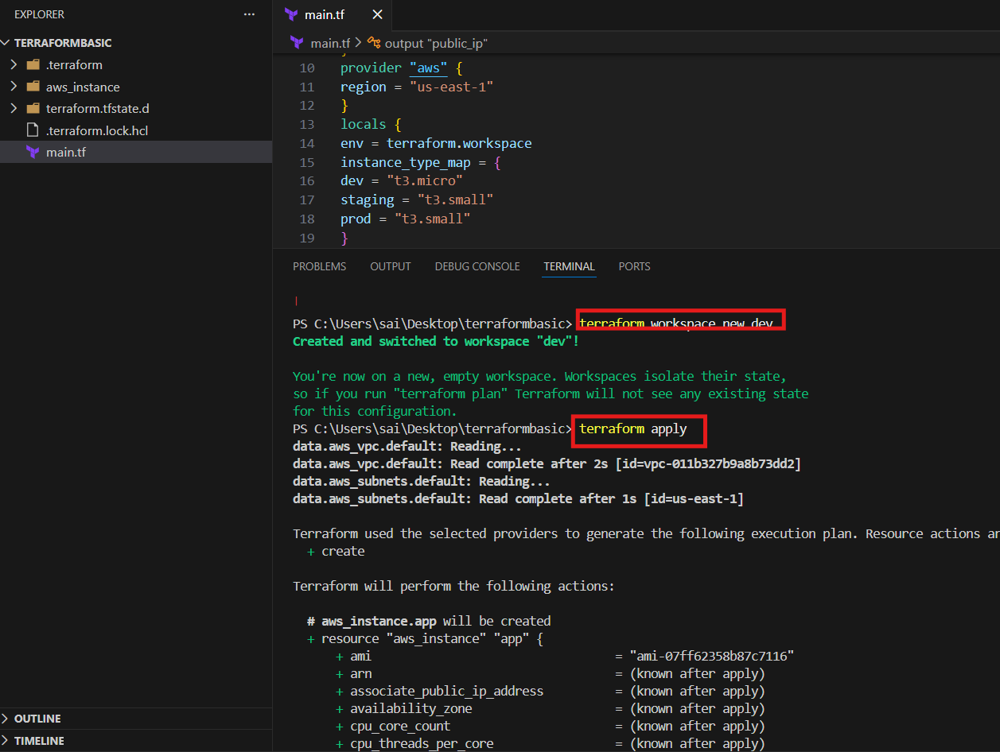 EXPLORER
···
TERRAFORMBASIC
.terraform
aws_instance
terraform.tfstate.d
.terraform.lock.hcl
main.tf
OUTLINE
TIMELINE
main.tf
main.tf > output "public_ip"
10 provider "aws" {
11 region = "us-east-1"
12 }
13 locals {
14 env = terraform.workspace
15 instance_type_map = {
16 dev = "t3.micro"
17 staging = "t3.small"
18 prod = "t3.small"
19 }
PROBLEMS OUTPUT DEBUG CONSOLE TERMINAL PORTS
PS C:\Users\sai\Desktop\terraformbasic> terraform workspace new dev
Created and switched to workspace "dev"!
You're now on a new, empty workspace. Workspaces isolate their state,
so if you run "terraform plan" Terraform will not see any existing state
for this configuration.
PS C:\Users\sai\Desktop\terraformbasic> terraform apply
data.aws_vpc.default: Reading...
data.aws_vpc.default: Read complete after 2s [id=vpc-011b327b9a8b73dd2]
data.aws_subnets.default: Reading...
data.aws_subnets.default: Read complete after 1s [id=us-east-1]
Terraform used the selected providers to generate the following execution plan. Resource actions
+ create
Terraform will perform the following actions:
# aws_instance.app will be created
+ resource "aws_instance" "app" {
+ ami = "ami-07ff62358b87c7116"
+ arn = (known after apply)
+ associate_public_ip_address = (known after apply)
+ availability_zone = (known after apply)
+ cpu_core_count = (known after apply)
+ cpu_threads_per_core = (known after apply)